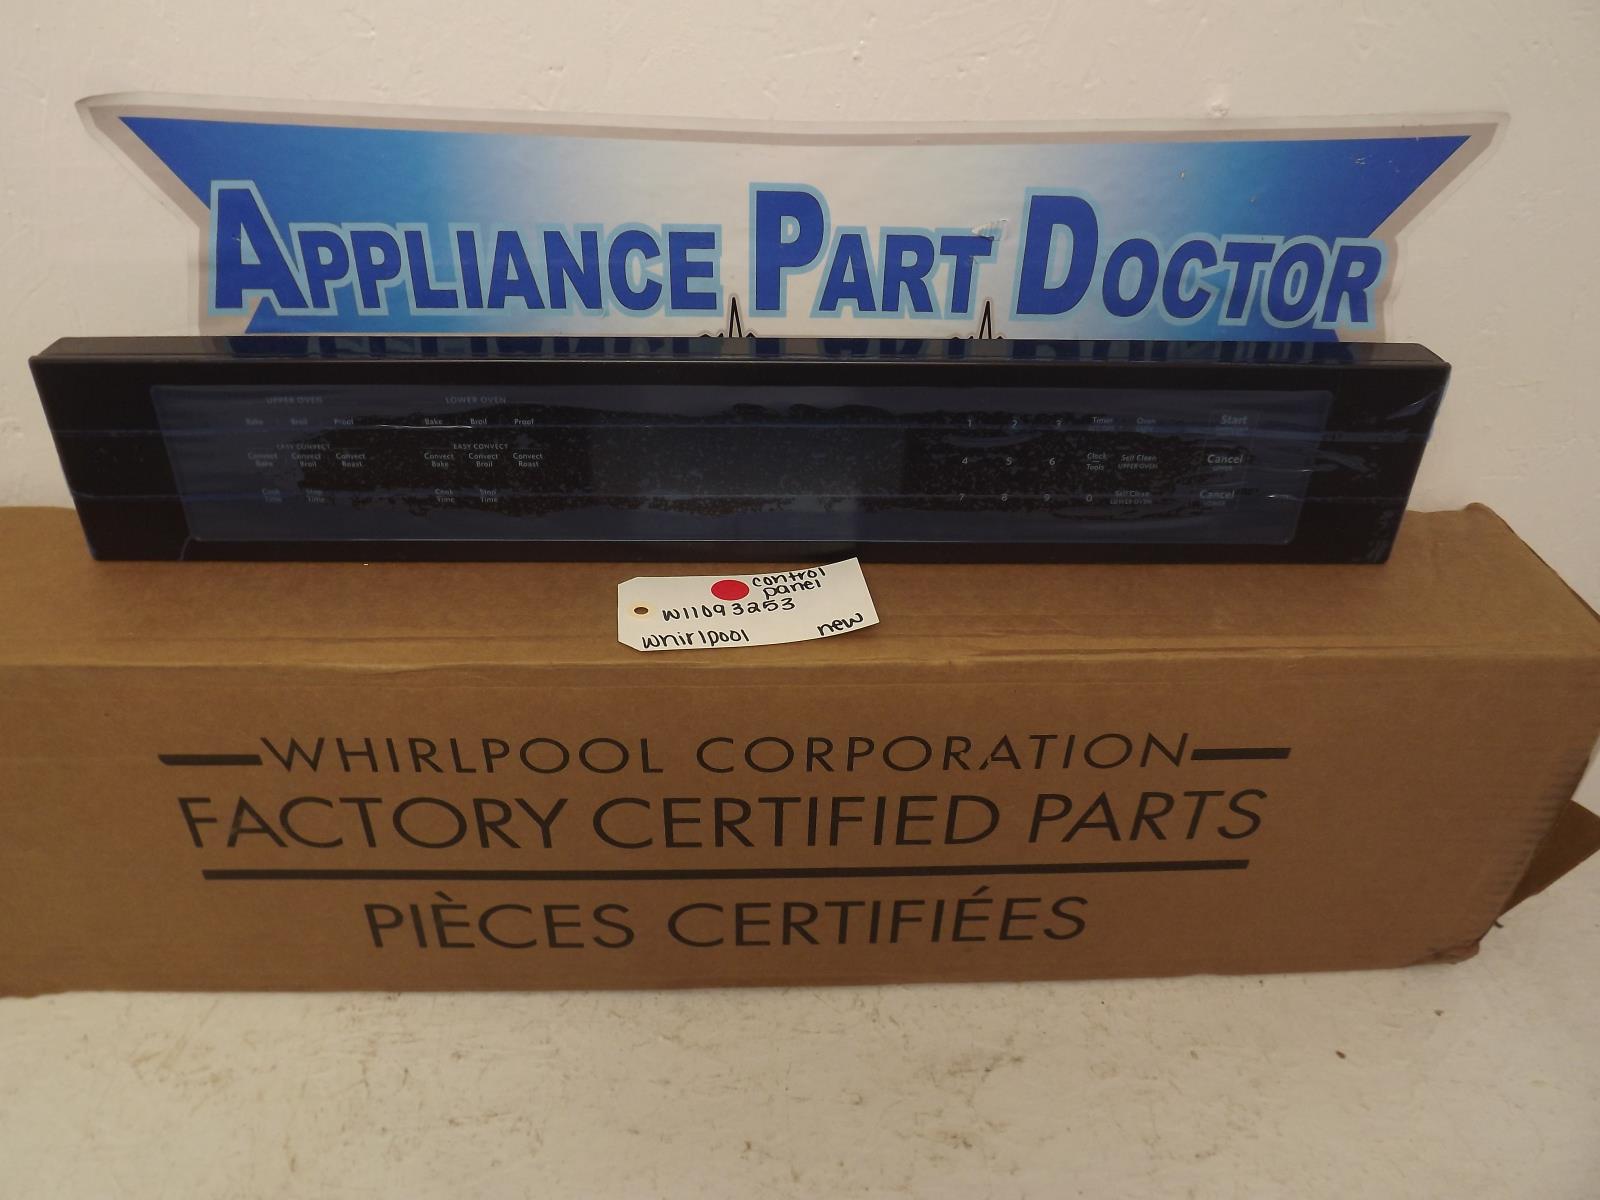 APPLIANCE PART DOCTOR
UPPER OVEN
LOWER OVEN
Bake Broil Proof
Bake Broil Proof
1 2 3 Timer Oven
Start
EASY CONVECT
EASY CONVECT
Convect Bake Convect Broil Convect Roast
Convect Bake Convect Broil Convect Roast
4 5 6 Clock Tools Self Clean UPPER OVEN
Cancel
Cook Time Stop Time
Cook Time Stop Time
7 8 9 0 Self Clean LOWER OVEN
Cancel
control
panel
W11093253
whirlpool new
WHIRLPOOL CORPORATION
FACTORY CERTIFIED PARTS
PIÈCES CERTIFIÉES